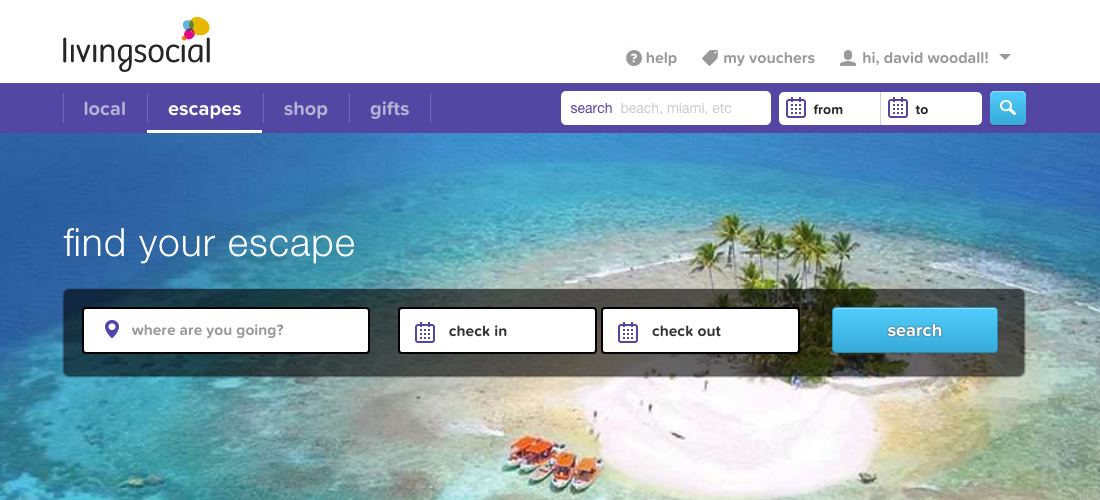 livingsocial
help my vouchers hi, david woodall!
local escapes shop gifts search beach, miami, etc from to
find your escape
where are you going? check in check out search